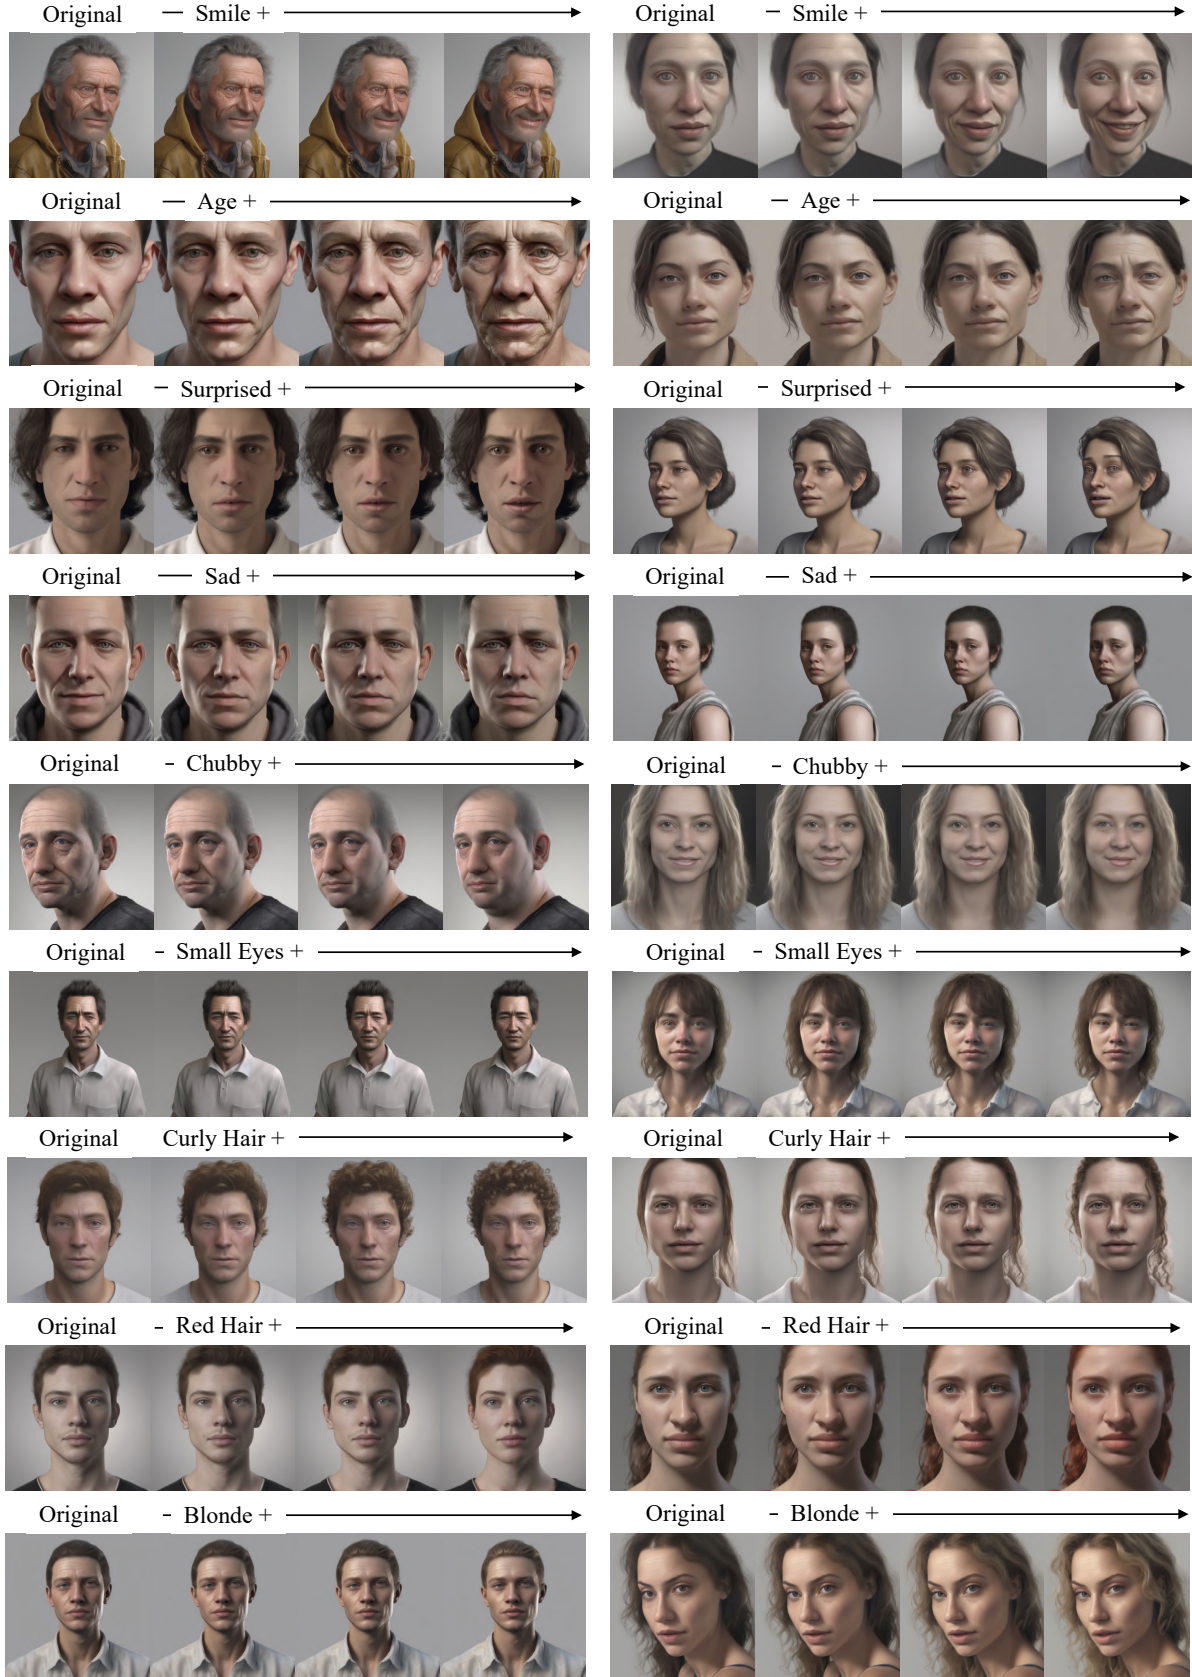 Original − Smile + Original − Smile +
Original − Age + Original − Age +
Original − Surprised + Original − Surprised +
Original − Sad + Original − Sad +
Original − Chubby + Original − Chubby +
Original − Small Eyes + Original − Small Eyes +
Original Curly Hair + Original Curly Hair +
Original − Red Hair + Original − Red Hair +
Original − Blonde + Original − Blonde +